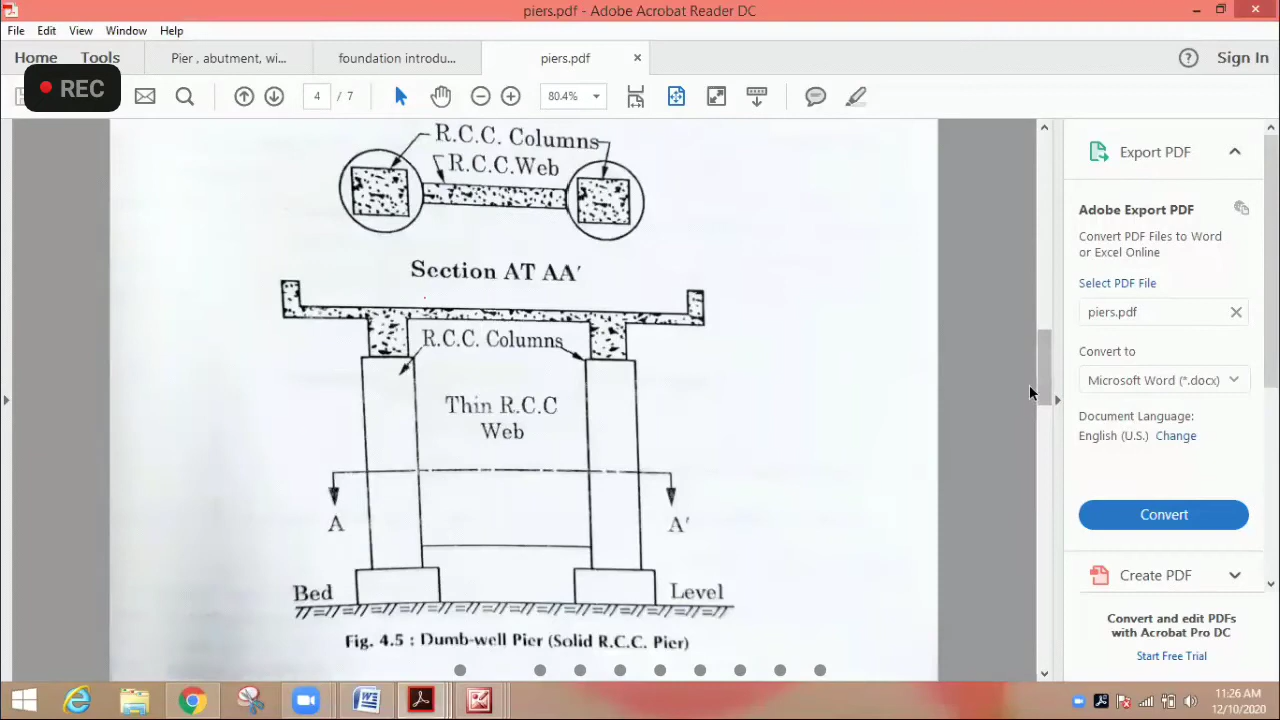 piers.pdf - Adobe Acrobat Reader DC
File Edit View Window Help
Home Tools Pier , abutment, wi... foundation introdu... piers.pdf Sign In
REC
4 / 7 80.4%
R.C.C. Columns
R.C.C.Web
Section AT AA′
R.C.C. Columns
Thin R.C.C
Web
A A′
Bed Level
Fig. 4.5 : Dumb-well Pier (Solid R.C.C. Pier)
Export PDF
Adobe Export PDF
Convert PDF Files to Word
or Excel Online
Select PDF File
piers.pdf
Convert to
Microsoft Word (*.docx)
Document Language:
English (U.S.) Change
Convert
Create PDF
Convert and edit PDFs
with Acrobat Pro DC
Start Free Trial
11:26 AM
12/10/2020